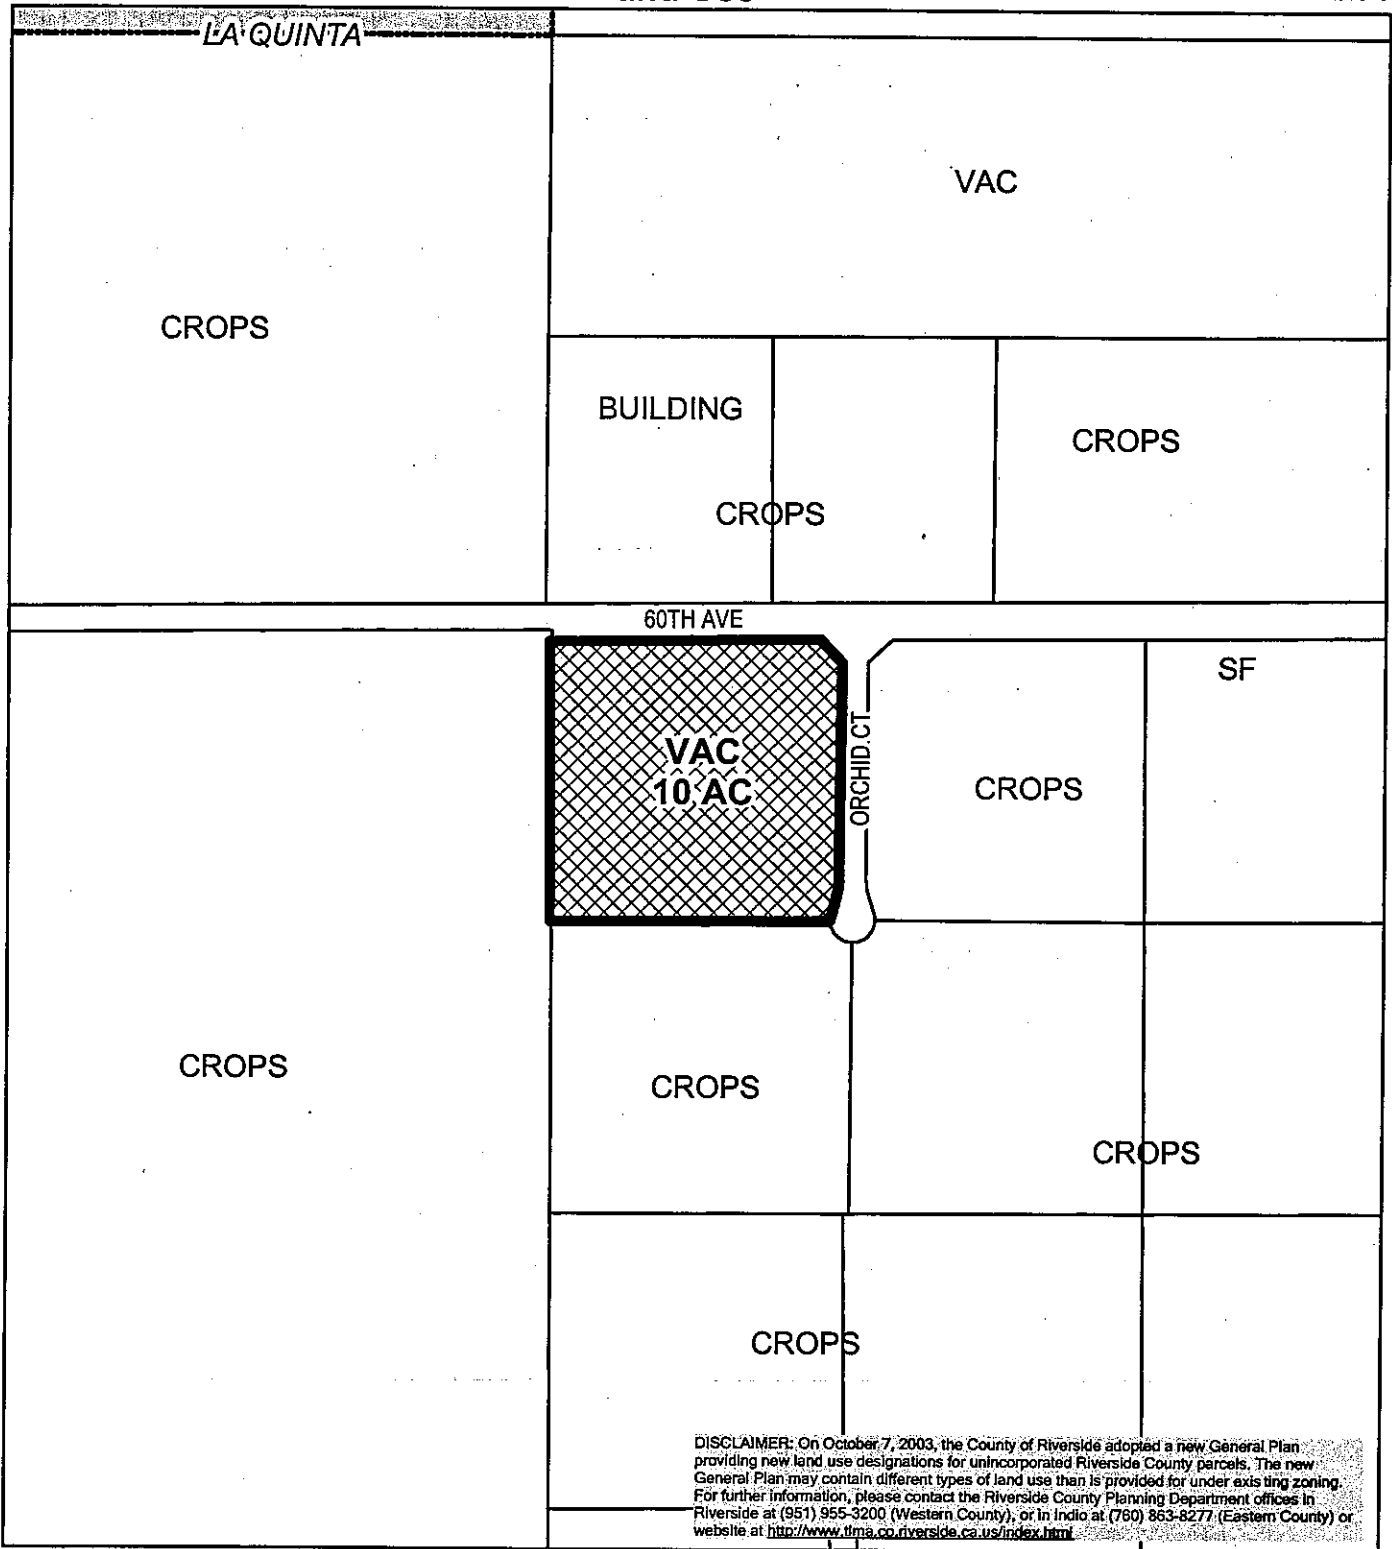 LA QUINTA
VAC
CROPS
BUILDING
CROPS
CROPS
60TH AVE
SF
VAC
10 AC
ORCHID CT
CROPS
CROPS
CROPS
CROPS
CROPS
DISCLAIMER: On October 7, 2003, the County of Riverside adopted a new General Plan
providing new land use designations for unincorporated Riverside County parcels. The new
General Plan may contain different types of land use than is provided for under existing zoning.
For further information, please contact the Riverside County Planning Department offices in
Riverside at (951) 955-3200 (Western County), or in Indio at (760) 863-8277 (Eastern County) or
website at http://www.tlma.co.riverside.ca.us/index.html